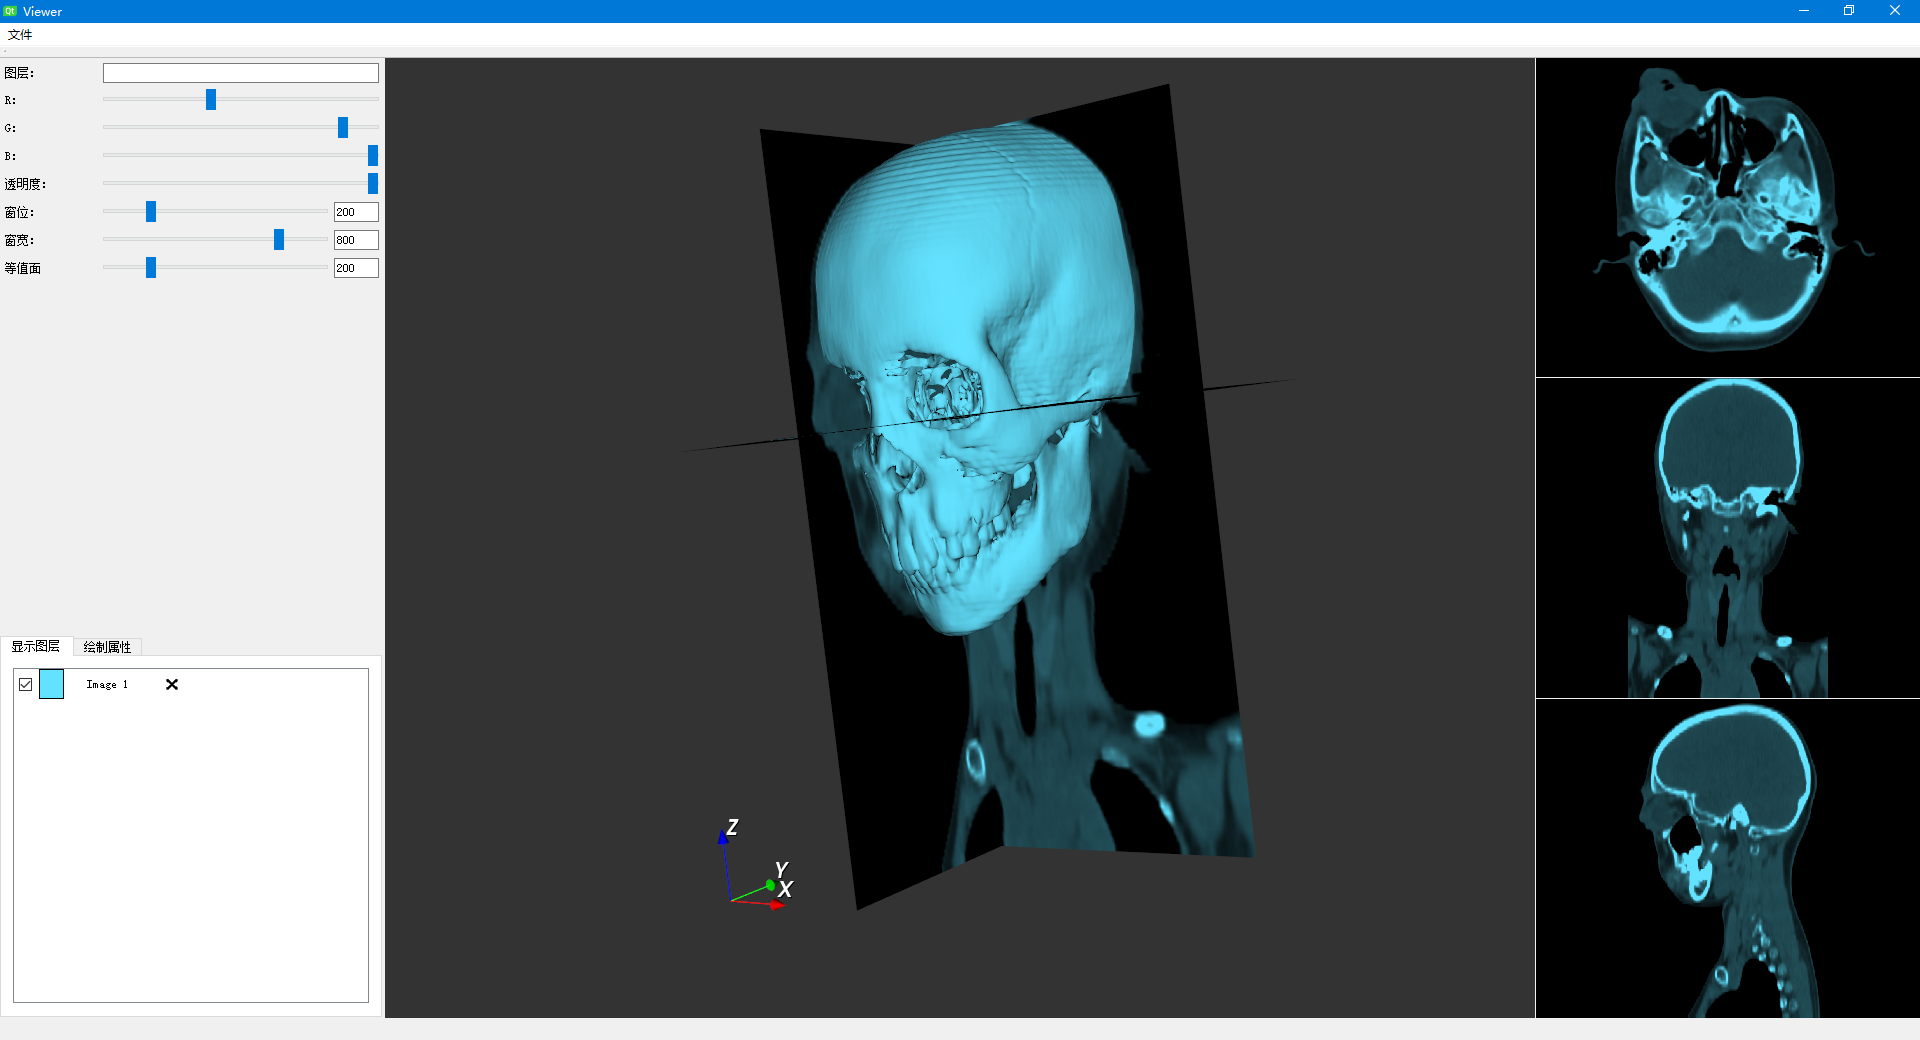 Qt Viewer
文件
图层:
R:
G:
B:
透明度:
窗位: 200
窗宽: 800
等值面 200
显示图层 绘制属性
Image 1
Z
Y
X